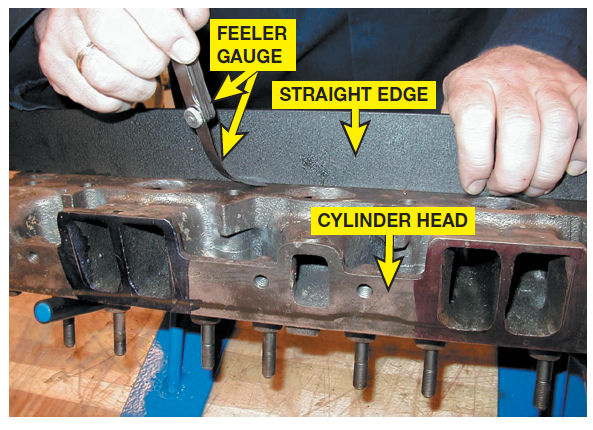 FEELER
GAUGE
STRAIGHT EDGE
CYLINDER HEAD